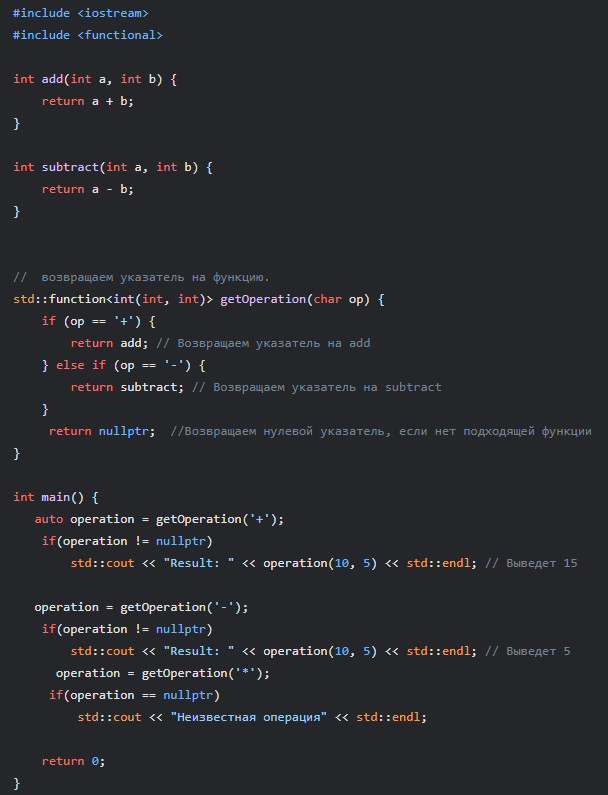 #include <iostream>
#include <functional>

int add(int a, int b) {
    return a + b;
}

int subtract(int a, int b) {
    return a - b;
}


//  возвращаем указатель на функцию.
std::function<int(int, int)> getOperation(char op) {
    if (op == '+') {
        return add; // Возвращаем указатель на add
    } else if (op == '-') {
        return subtract; // Возвращаем указатель на subtract
    }
     return nullptr;  //Возвращаем нулевой указатель, если нет подходящей функции
}

int main() {
   auto operation = getOperation('+');
    if(operation != nullptr)
        std::cout << "Result: " << operation(10, 5) << std::endl; // Выведет 15

   operation = getOperation('-');
    if(operation != nullptr)
        std::cout << "Result: " << operation(10, 5) << std::endl; // Выведет 5
      operation = getOperation('*');
     if(operation == nullptr)
         std::cout << "Неизвестная операция" << std::endl;

    return 0;
}